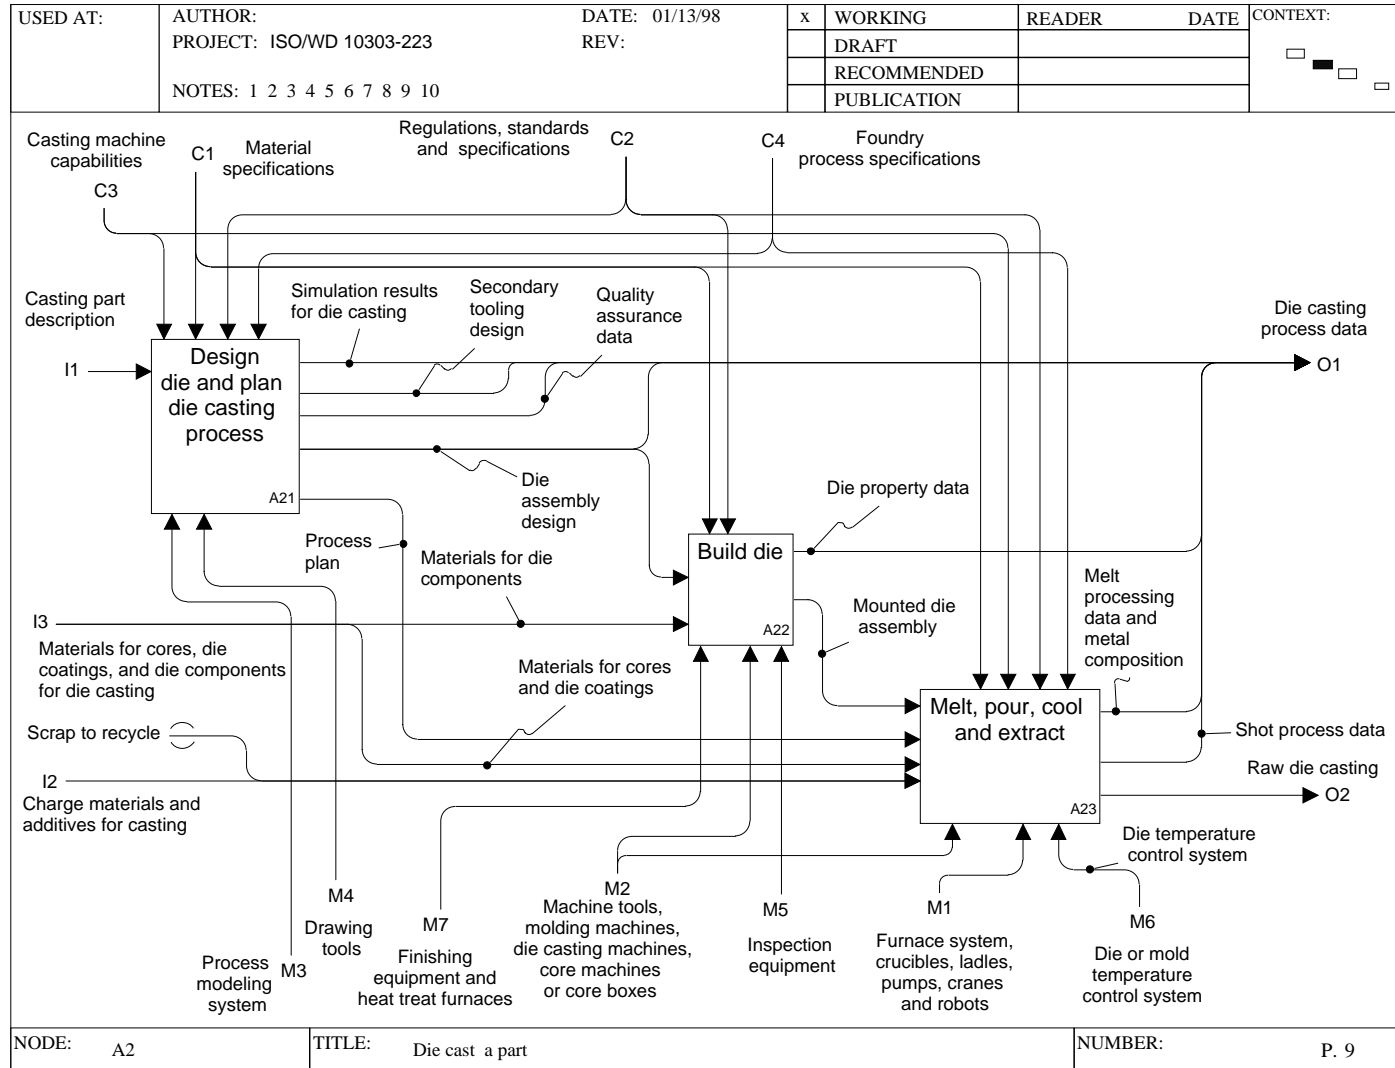 USED AT:
AUTHOR:
DATE: 01/13/98
PROJECT: ISO/WD 10303-223
REV:
NOTES: 1 2 3 4 5 6 7 8 9 10
x WORKING
DRAFT
RECOMMENDED
PUBLICATION
READER DATE
CONTEXT:
Casting machine
capabilities
C3
C1
Material
specifications
Regulations, standards
and specifications
C2
C4
Foundry
process specifications
Casting part
description
I1
Simulation results
for die casting
Secondary
tooling
design
Quality
assurance
data
Die casting
process data
O1
Design
die and plan
die casting
process
A21
Die
assembly
design
Process
plan
Materials for die
components
Die property data
Build die
A22
Mounted die
assembly
Melt
processing
data and
metal
composition
I3
Materials for cores, die
coatings, and die components
for die casting
Materials for cores
and die coatings
Scrap to recycle
I2
Charge materials and
additives for casting
Melt, pour, cool
and extract
A23
Shot process data
Raw die casting
O2
Die temperature
control system
M4
Drawing
tools
M3
Process
modeling
system
M7
Finishing
equipment and
heat treat furnaces
M2
Machine tools,
molding machines,
die casting machines,
core machines
or core boxes
M5
Inspection
equipment
M1
Furnace system,
crucibles, ladles,
pumps, cranes
and robots
M6
Die or mold
temperature
control system
NODE: A2
TITLE: Die cast a part
NUMBER:
P. 9